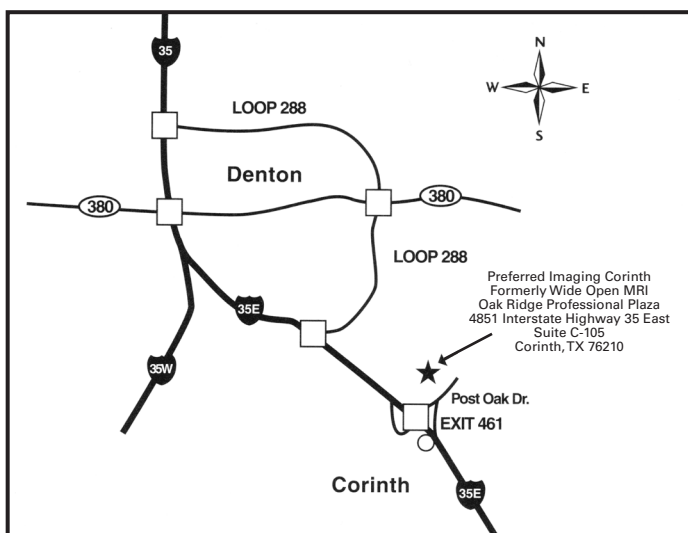 35
N
W E
S
LOOP 288
Denton
380
380
LOOP 288
35E
35W
Preferred Imaging Corinth
Formerly Wide Open MRI
Oak Ridge Professional Plaza
4851 Interstate Highway 35 East
Suite C-105
Corinth, TX 76210
Post Oak Dr.
EXIT 461
Corinth
35E